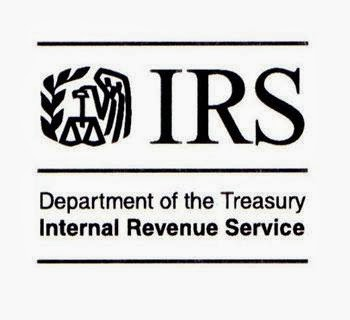 IRS
Department of the Treasury
Internal Revenue Service